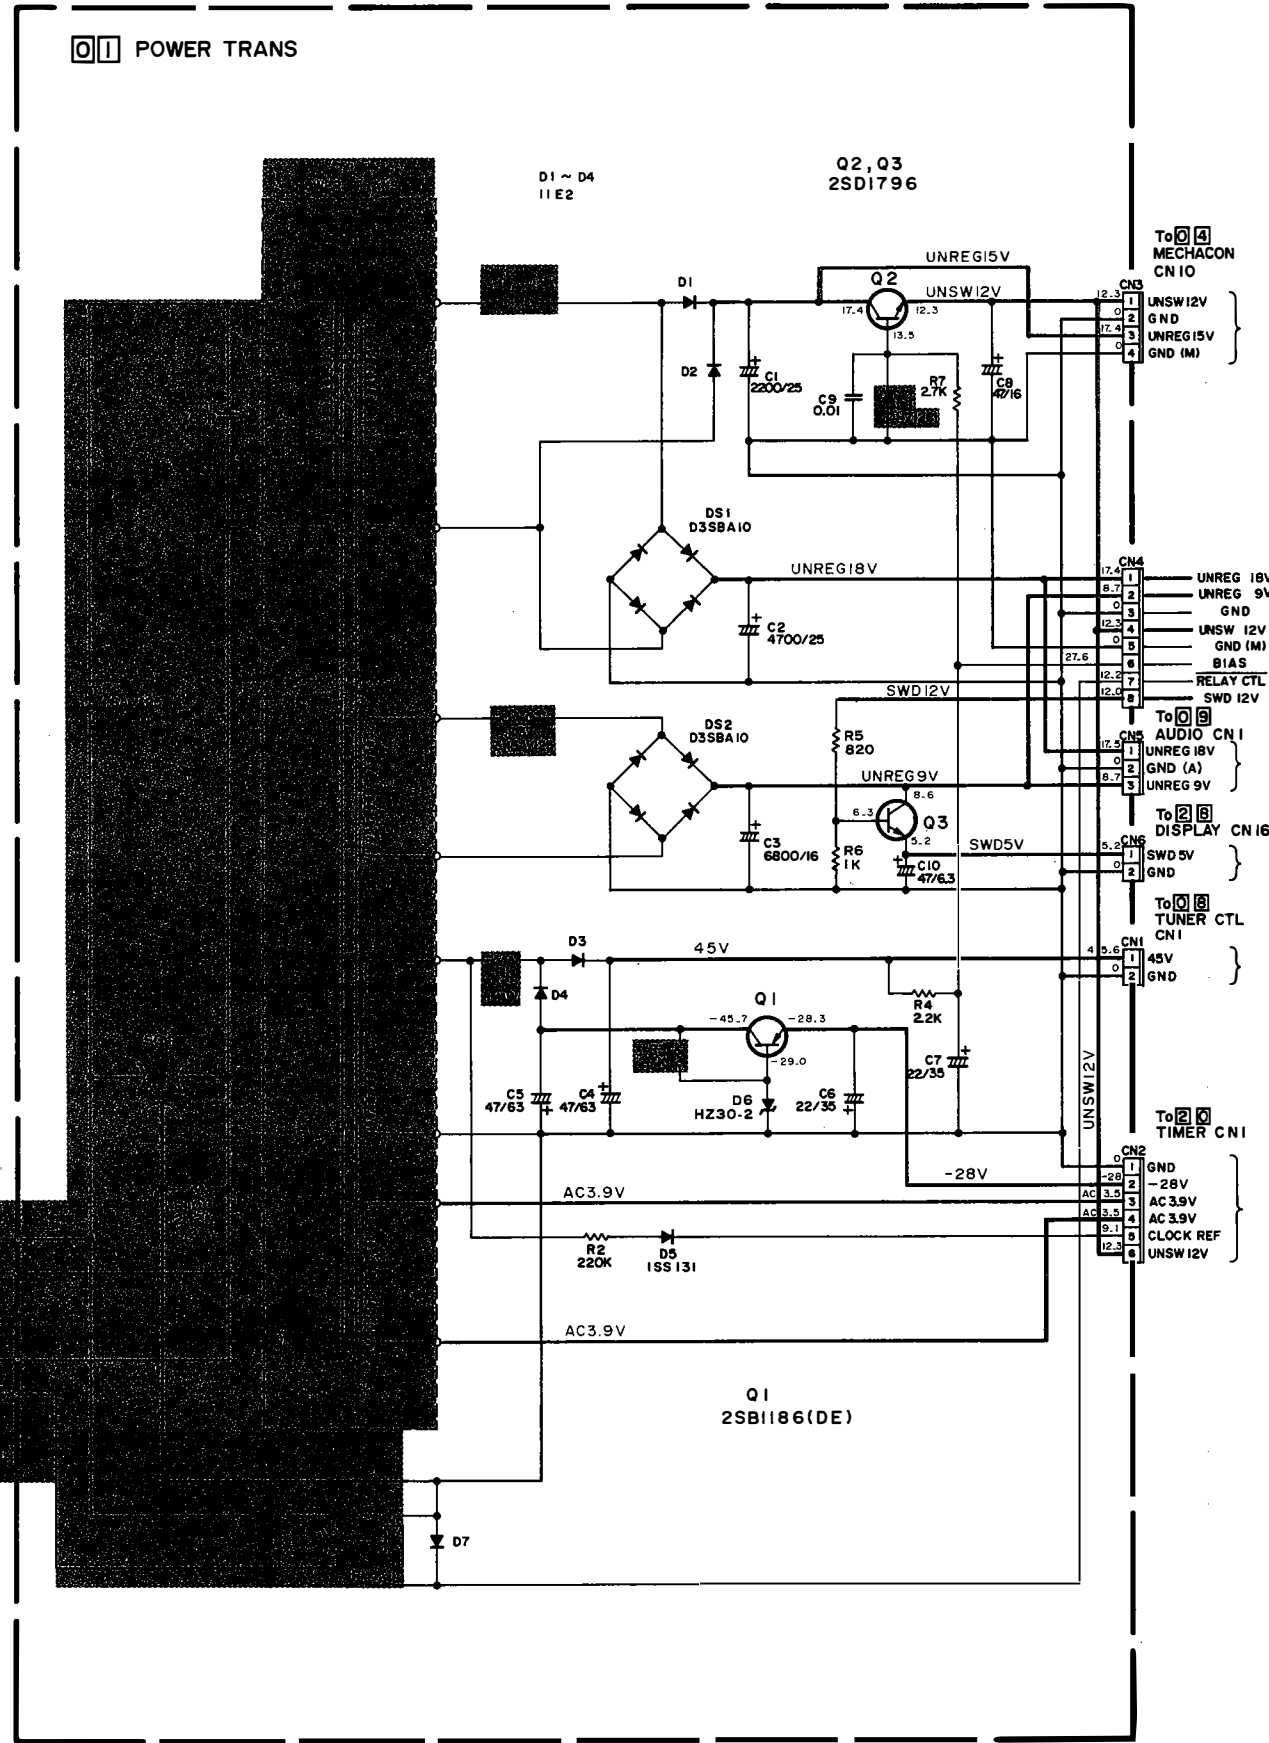 01 POWER TRANS
D1 ~ D4
11E2
Q2,Q3
2SD1796
To 04
MECHACON
CN10
CN3
UNREG15V
Q2
UNSW12V
D1
17.4
12.3
13.5
12.3
1 UNSW12V
0
2 GND
17.4
3 UNREG15V
0
4 GND (M)
D2
C1
2200/25
C9
0.01
R7
2.7K
C8
47/16
DS1
D3SBA10
CN4
UNREG18V
17.4
1 UNREG 18V
8.7
2 UNREG 9V
0
3 GND
12.3
4 UNSW 12V
0
5 GND (M)
27.6
6 BIAS
12.2
7 RELAY CTL
12.0
8 SWD 12V
C2
4700/25
SWD12V
To 09
AUDIO CN1
CN5
DS2
D3SBA10
R5
820
17.5
1 UNREG18V
0
2 GND (A)
8.7
3 UNREG9V
UNREG9V
8.6
6.3
Q3
5.2
To 28
DISPLAY CN16
CN6
C3
6800/16
R6
1K
C10
47/6.3
SWD5V
5.2
1 SWD5V
0
2 GND
To 08
TUNER CTL
CN1
CN1
D3
45V
45.6
1 45V
0
2 GND
D4
Q1
-45.7
-28.3
-29.0
R4
2.2K
C7
22/35
C5
47/63
C4
47/63
D6
HZ30-2
C6
22/35
UNSW12V
To 20
TIMER CN1
CN2
-28V
AC3.9V
0
1 GND
-28
2 -28V
AC 3.5
3 AC3.9V
AC 3.5
4 AC3.9V
9.1
5 CLOCK REF
12.3
6 UNSW12V
R2
220K
D5
1SS131
AC3.9V
Q1
2SB1186(DE)
D7